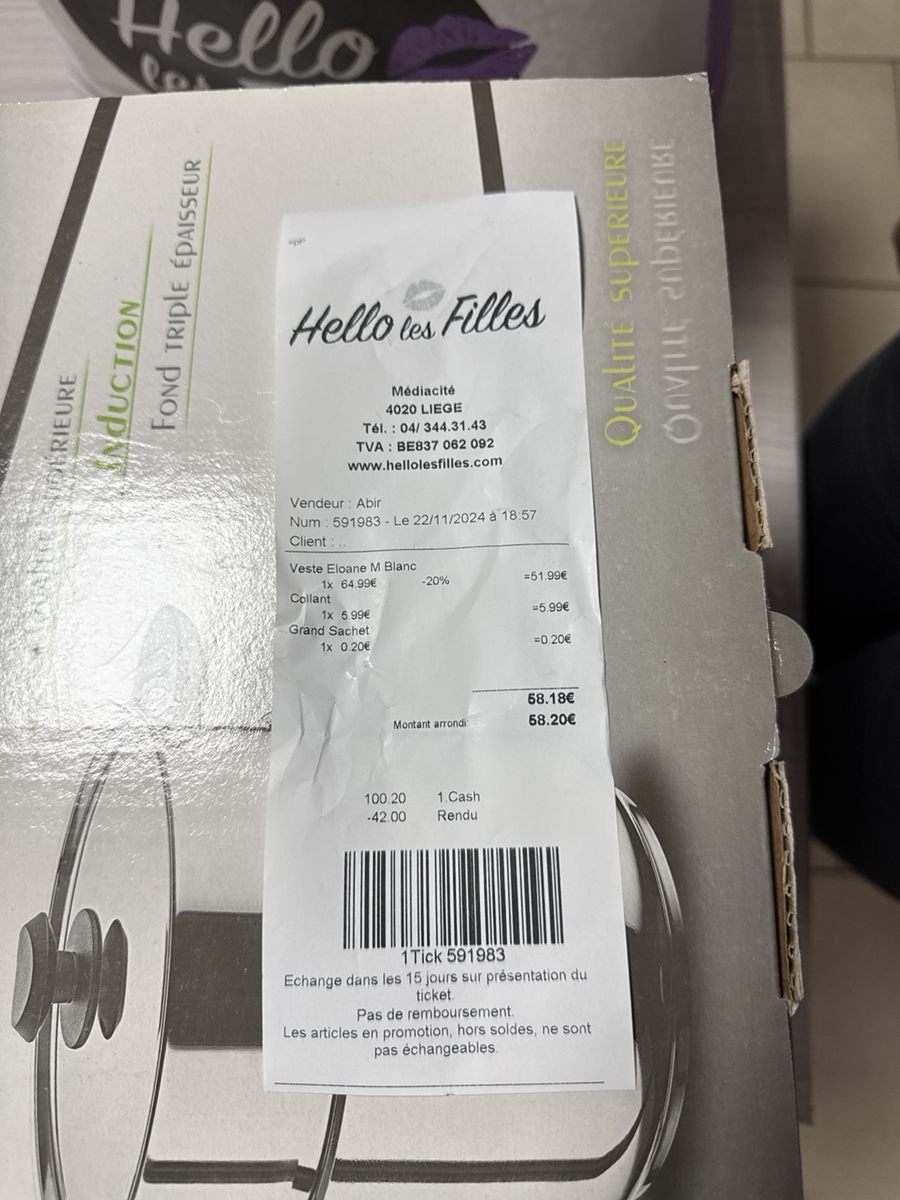 Hello
les
INDUCTION
FOND TRIPLE ÉPAISSEUR
QUALITÉ SUPÉRIEURE
Hello les Filles
Médiacité
4020 LIEGE
Tél. : 04/ 344.31.43
TVA : BE837 062 092
www.hellolesfilles.com
Vendeur : Abir
Num : 591983 - Le 22/11/2024 à 18:57
Client : ..
Veste Eloane M Blanc
1x 64.99€ -20% =51.99€
Collant
1x 5.99€ =5.99€
Grand Sachet
1x 0.20€ =0.20€
58.18€
Montant arrondi: 58.20€
100.20 1.Cash
-42.00 Rendu
1Tick 591983
Echange dans les 15 jours sur présentation du
ticket.
Pas de remboursement.
Les articles en promotion, hors soldes, ne sont
pas échangeables.